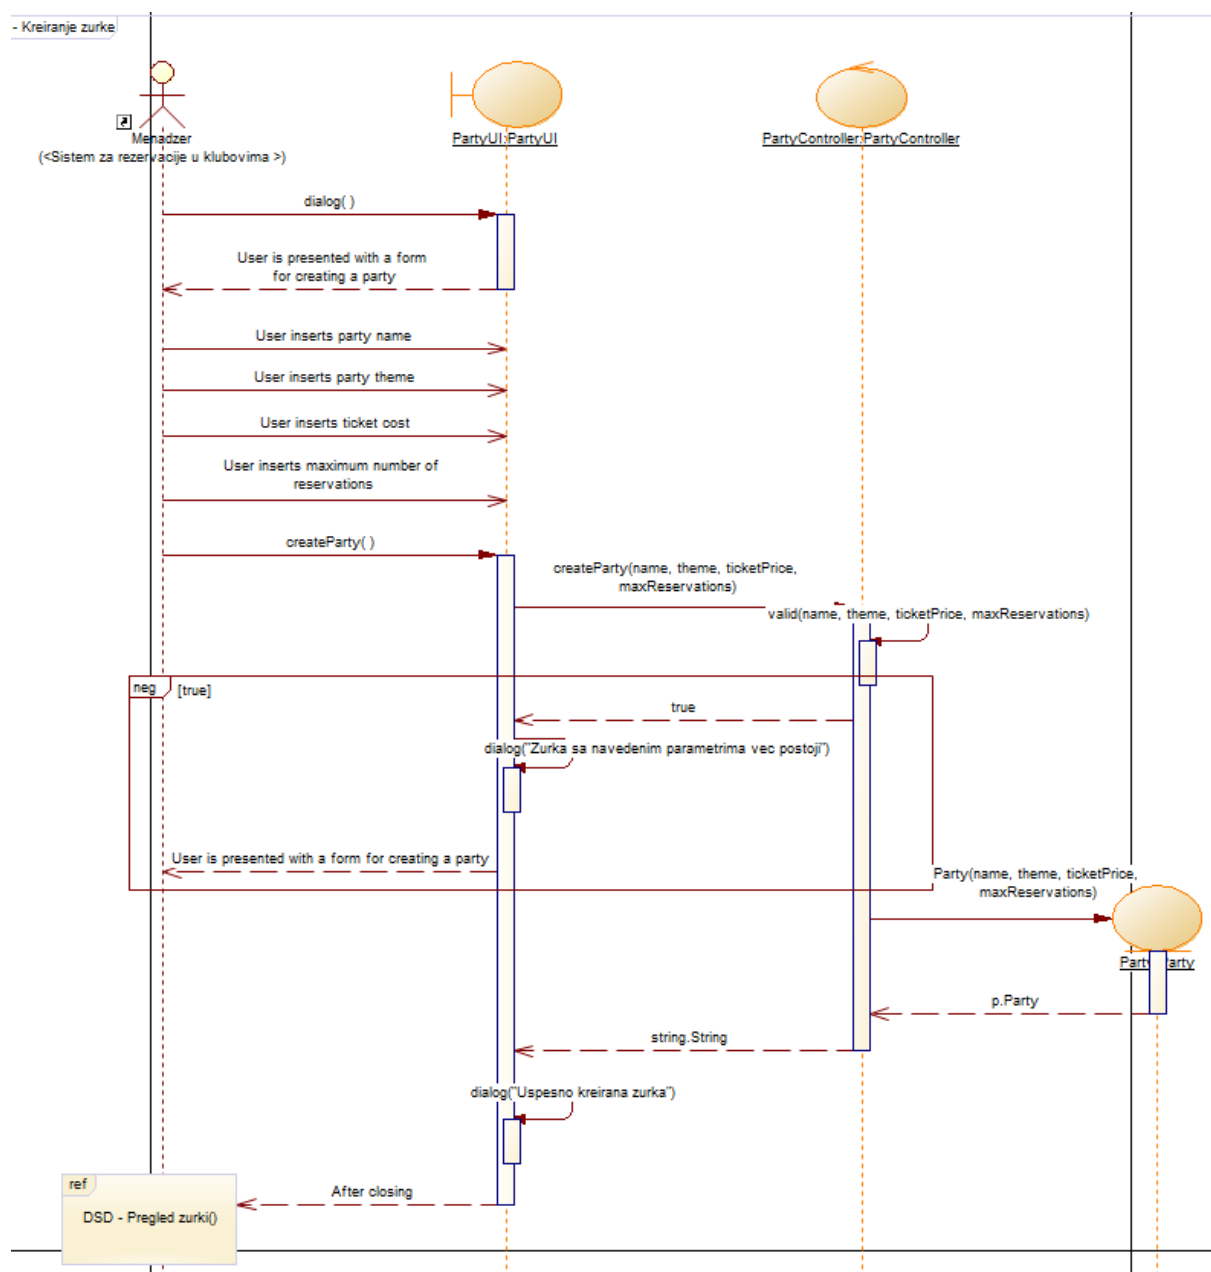 - Kreiranje zurke
Menadzer
(<Sistem za rezervacije u klubovima >)
PartyUI:PartyUI
PartyController:PartyController
dialog( )
User is presented with a form
for creating a party
User inserts party name
User inserts party theme
User inserts ticket cost
User inserts maximum number of
reservations
createParty( )
createParty(name, theme, ticketPrice,
maxReservations)
valid(name, theme, ticketPrice, maxReservations)
neg
[true]
true
dialog("Zurka sa navedenim parametrima vec postoji")
User is presented with a form for creating a party
Party(name, theme, ticketPrice,
maxReservations)
Party:Party
p.Party
string.String
dialog("Uspesno kreirana zurka")
After closing
ref
DSD - Pregled zurki()